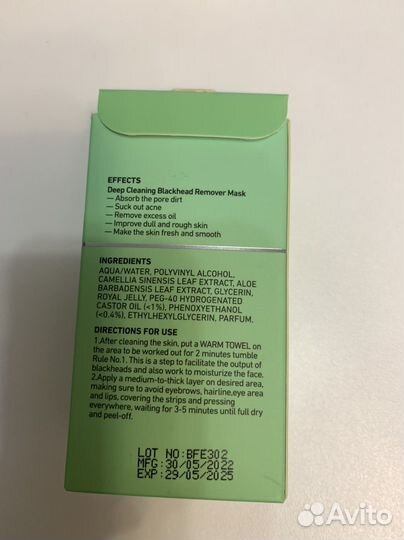 EFFECTS
Deep Cleaning Blackhead Remover Mask
— Absorb the pore dirt
— Suck out acne
— Remove excess oil
— Improve dull and rough skin
— Make the skin fresh and smooth
INGREDIENTS
AQUA/WATER, POLYVINYL ALCOHOL,
CAMELLIA SINENSIS LEAF EXTRACT, ALOE
BARBADENSIS LEAF EXTRACT, GLYCERIN,
ROYAL JELLY, PEG-40 HYDROGENATED
CASTOR OIL (<1%), PHENOXYETHANOL
(<0.4%), ETHYLHEXYLGLYCERIN, PARFUM.
DIRECTIONS FOR USE
1.After cleaning the skin, put a WARM TOWEL on
the area to be worked out for 2 minutes tumble
Rule No.1. This is a step to facilitate the output of
blackheads and also work to moisturize the face.
2.Apply a medium-to-thick layer on desired area,
making sure to avoid eyebrows, hairline,eye area
and lips, covering the strips and pressing
everywhere, waiting for 3-5 minutes until full dry
and peel-off.
LOT NO:BFE302
MFG:30/05/2022
EXP:29/05/2025
Avito